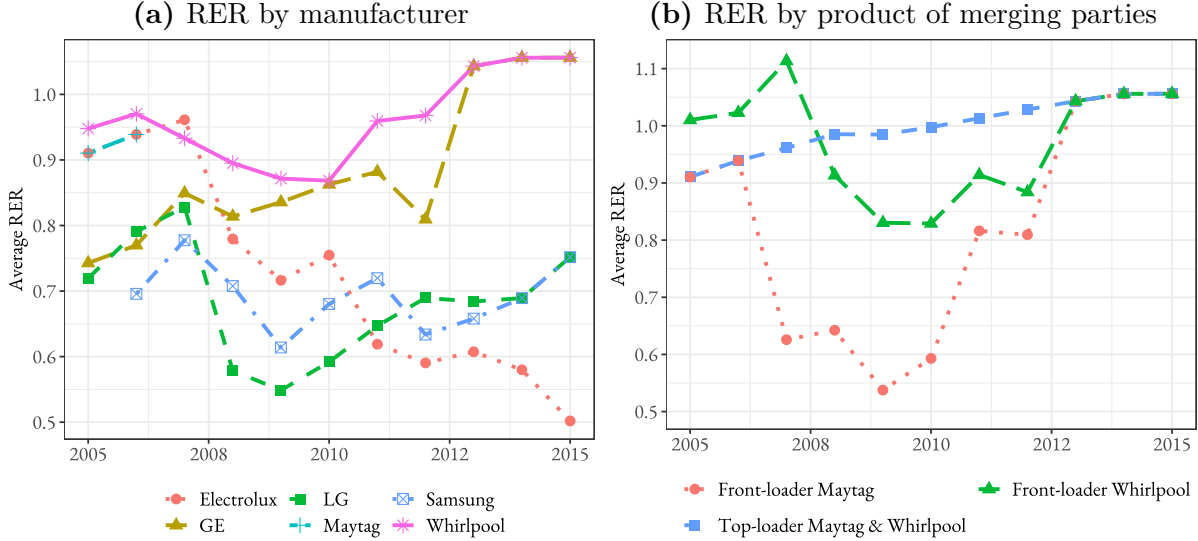 (a) RER by manufacturer
Average RER
1.0
0.9
0.8
0.7
0.6
0.5
2005 2008 2010 2012 2015
Electrolux LG Samsung
GE Maytag Whirlpool
(b) RER by product of merging parties
Average RER
1.1
1.0
0.9
0.8
0.7
0.6
0.5
2005 2008 2010 2012 2015
Front-loader Maytag Front-loader Whirlpool
Top-loader Maytag & Whirlpool